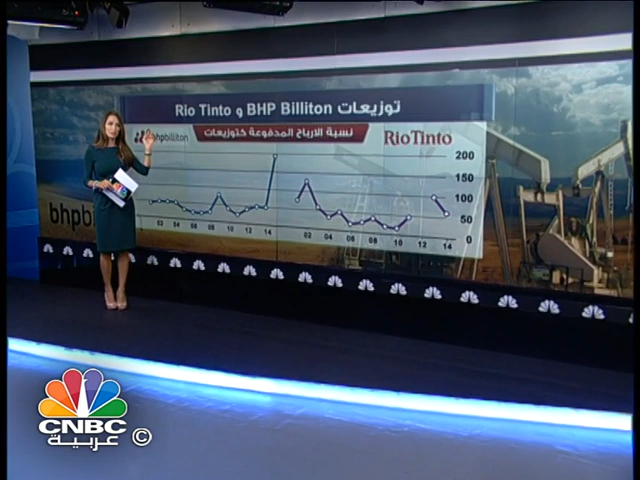 توزيعات BHP Billiton و Rio Tinto
نسبة الارباح المدفوعة كتوزيعات
bhpbilliton
RioTinto
200
150
100
50
0
02 04 06 08 10 12 14
02 04 06 08 10 12 14
bhpbil
CNBC
عربية ©